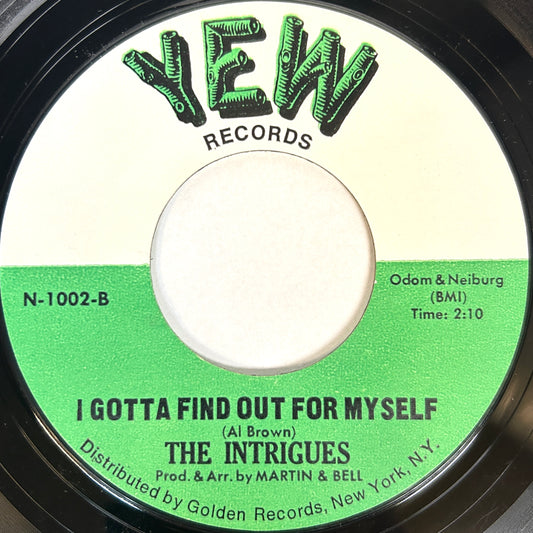 YEW
RECORDS
N-1002-B
Odom & Neiburg
(BMI)
Time: 2:10
I GOTTA FIND OUT FOR MYSELF
(Al Brown)
THE INTRIGUES
Prod. & Arr. by MARTIN & BELL
Distributed by Golden Records, New York, N.Y.